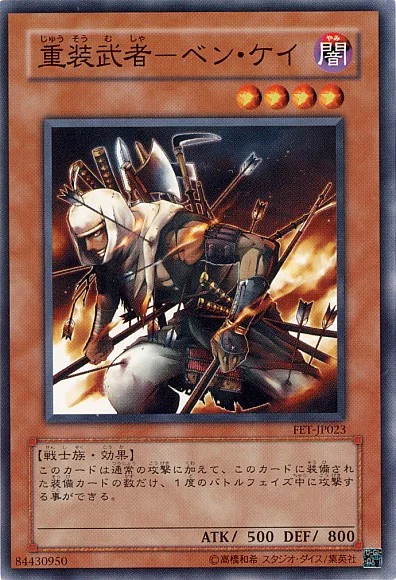 じゅう そう む しゃ
重装武者－ベン・ケイ
やみ
闇
FET-JP023
【戦士族・効果】
このカードは通常の攻撃に加えて、このカードに装備され
た装備カードの数だけ、１度のバトルフェイズ中に攻撃す
る事ができる。
ATK/ 500 DEF/ 800
84430950
©高橋和希 スタジオ・ダイス/集英社